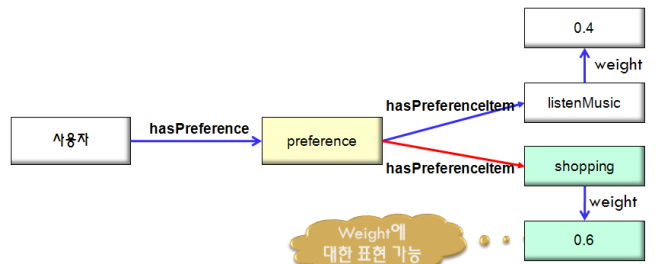 0.4
weight
hasPreferenceItem
listenMusic
사용자
hasPreference
preference
hasPreferenceItem
shopping
weight
Weight에
대한 표현 가능
0.6